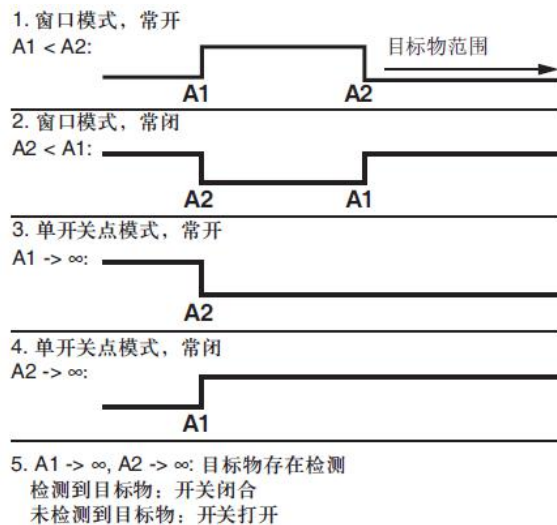 1. 窗口模式，常开
A1 < A2:
目标物范围
A1
A2
2. 窗口模式，常闭
A2 < A1:
A2
A1
3. 单开关点模式，常开
A1 -> ∞:
A2
4. 单开关点模式，常闭
A2 -> ∞:
A1
5. A1 -> ∞, A2 -> ∞: 目标物存在检测
检测到目标物：开关闭合
未检测到目标物：开关打开